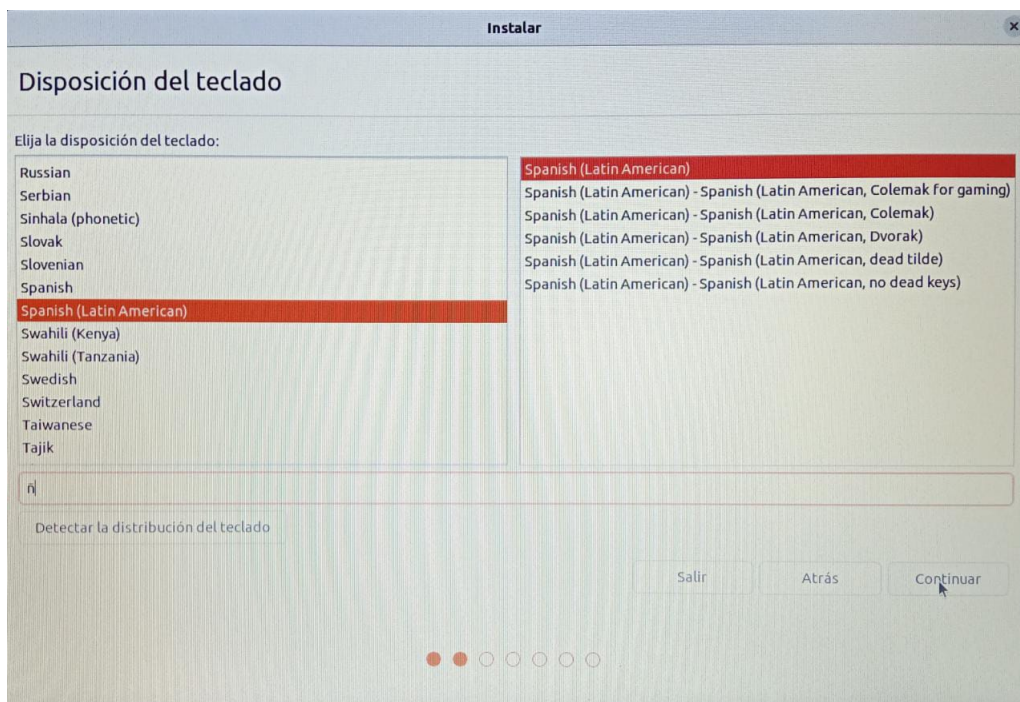 Instalar
Disposición del teclado
Elija la disposición del teclado:
Russian
Serbian
Sinhala (phonetic)
Slovak
Slovenian
Spanish
Spanish (Latin American)
Swahili (Kenya)
Swahili (Tanzania)
Swedish
Switzerland
Taiwanese
Tajik
Spanish (Latin American)
Spanish (Latin American) - Spanish (Latin American, Colemak for gaming)
Spanish (Latin American) - Spanish (Latin American, Colemak)
Spanish (Latin American) - Spanish (Latin American, Dvorak)
Spanish (Latin American) - Spanish (Latin American, dead tilde)
Spanish (Latin American) - Spanish (Latin American, no dead keys)
ñ
Detectar la distribución del teclado
Salir
Atrás
Continuar